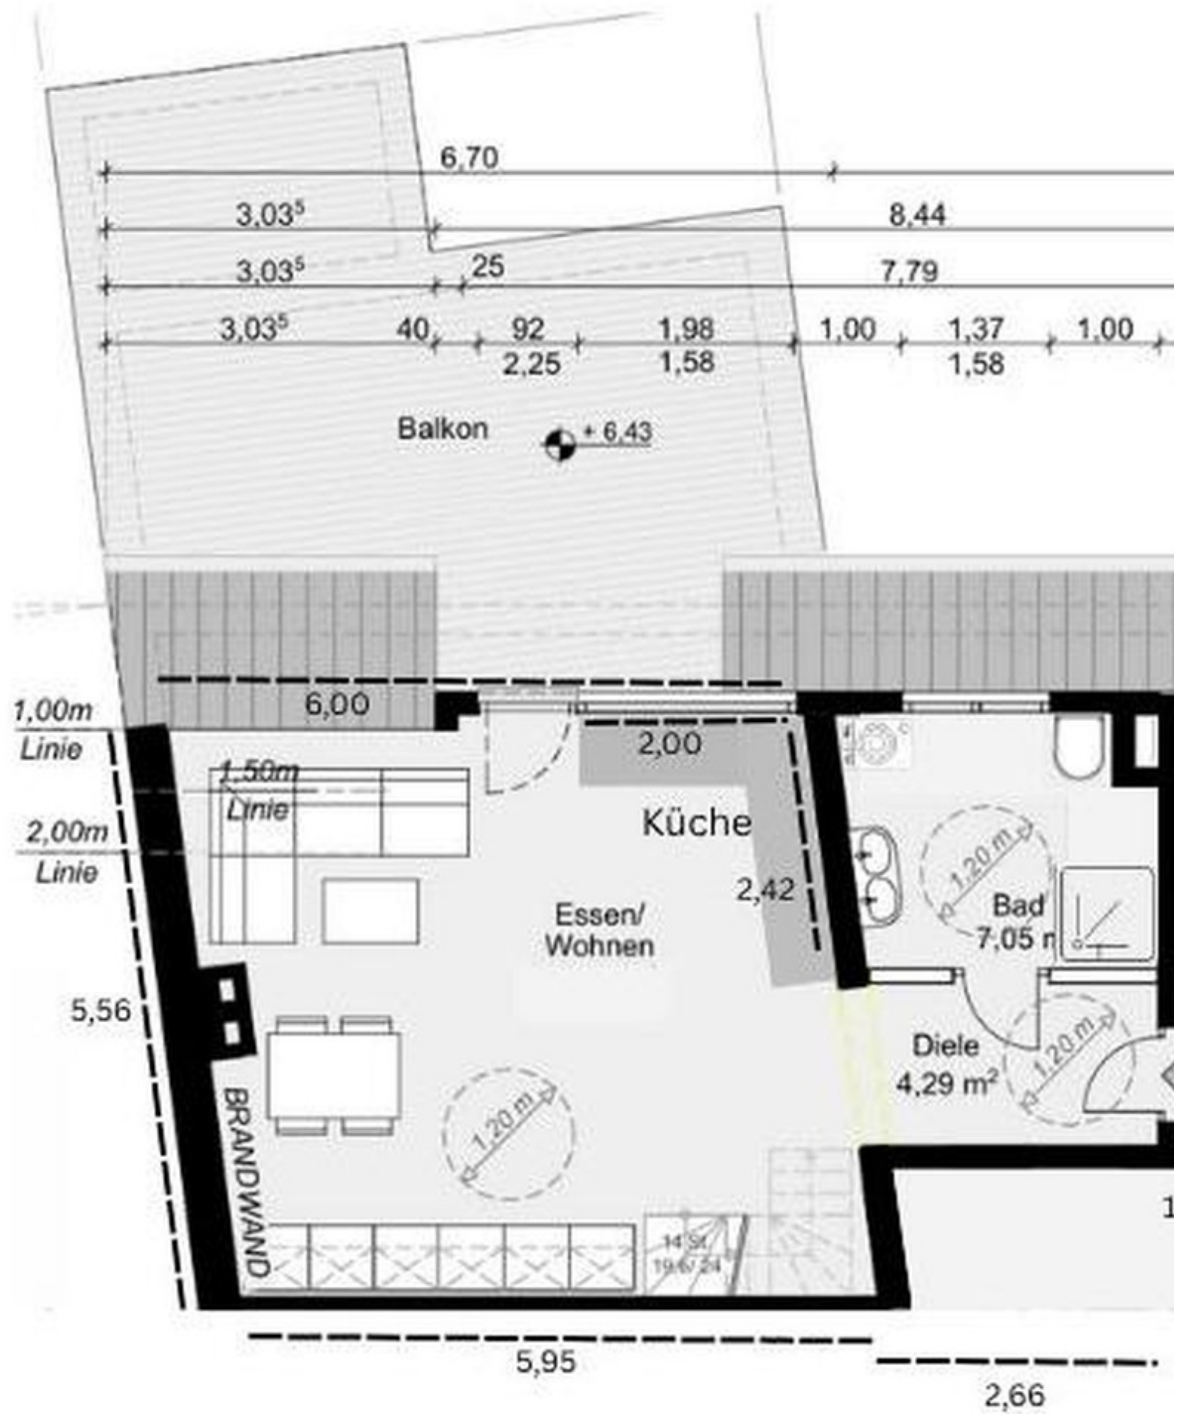 6,70
3,03⁵
8,44
3,03⁵
25
7,79
3,03⁵
40
92
1,98
1,00
1,37
1,00
2,25
1,58
1,58
Balkon
+ 6,43
6,00
1,00m
Linie
2,00
1,50m
Linie
Küche
2,00m
Linie
2,42
1,20 m
Essen/
Wohnen
Bad
7,05
5,56
Diele
4,29 m²
1,20 m
BRANDWAND
1,20 m
14 St
5,95
2,66